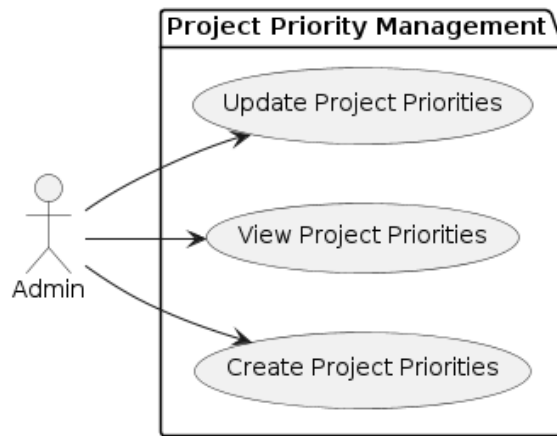 Project Priority Management
Update Project Priorities
View Project Priorities
Admin
Create Project Priorities